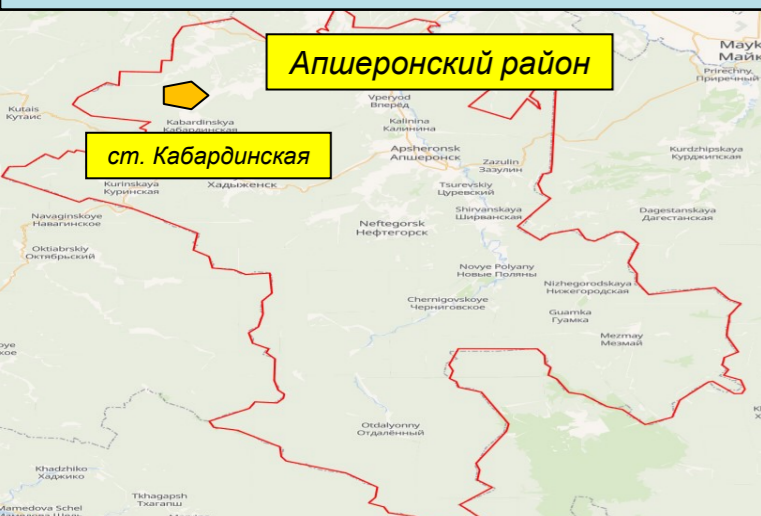 Mayk
Майк
Апшеронский район
Prirechny
Приречный
Kutais
Кутаис
Vperyod
Вперёд
Kabardinskya
Кабардинская
Kalinina
Калинина
Apsheronsk
Апшеронск
ст. Кабардинская
Zazulin
Зазулин
Kurdzhipskaya
Курджипская
Kurinskaya
Куринская
Хадыженск
Tsurevskiy
Цуревский
Navaginskoye
Навагинское
Neftegorsk
Нефтегорск
Shirvanskaya
Ширванская
Dagestanskaya
Дагестанская
Oktiabrskiy
Октябрьский
Novye Polyany
Новые Поляны
Nizhegorodskaya
Нижегородская
Chernigovskoye
Черниговское
Guamka
Гуамка
Mezmay
Мезмай
oye
кое
Otdalyonny
Отдалённый
Khadzhiko
Хаджико
Tkhagapsh
Тхагапш
Mamedova Schel